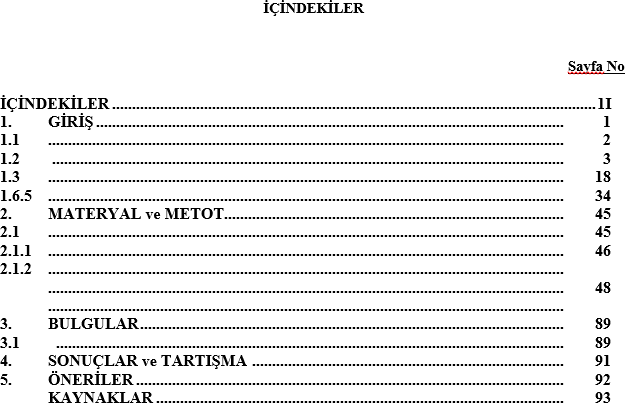 İÇİNDEKİLER
Sayfa No
İÇİNDEKİLER ................................................................ II
1. GİRİŞ ................................................................ 1
1.1 ................................................................ 2
1.2 ................................................................ 3
1.3 ................................................................ 18
1.6.5 ................................................................ 34
2. MATERYAL ve METOT ................................................................ 45
2.1 ................................................................ 45
2.1.1 ................................................................ 46
2.1.2 ................................................................
................................................................ 48
................................................................
3. BULGULAR ................................................................ 89
3.1 ................................................................ 89
4. SONUÇLAR ve TARTIŞMA ................................................................ 91
5. ÖNERİLER ................................................................ 92
KAYNAKLAR ................................................................ 93